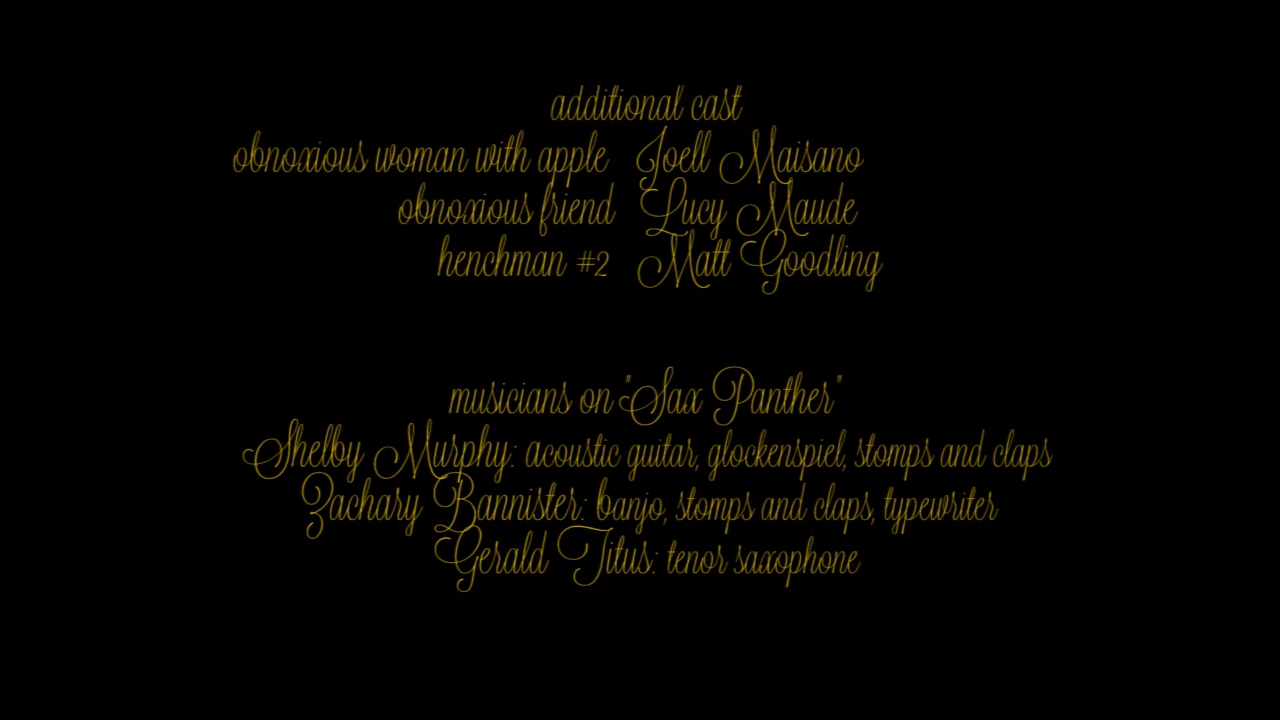 additional cast
obnoxious woman with apple Joell Maisano
obnoxious friend Lucy Maude
henchman #2 Matt Goodling
musicians on "Sax Panther"
Shelby Murphy: acoustic guitar, glockenspiel, stomps and claps
Zachary Bannister: banjo, stomps and claps, typewriter
Gerald Titus: tenor saxophone